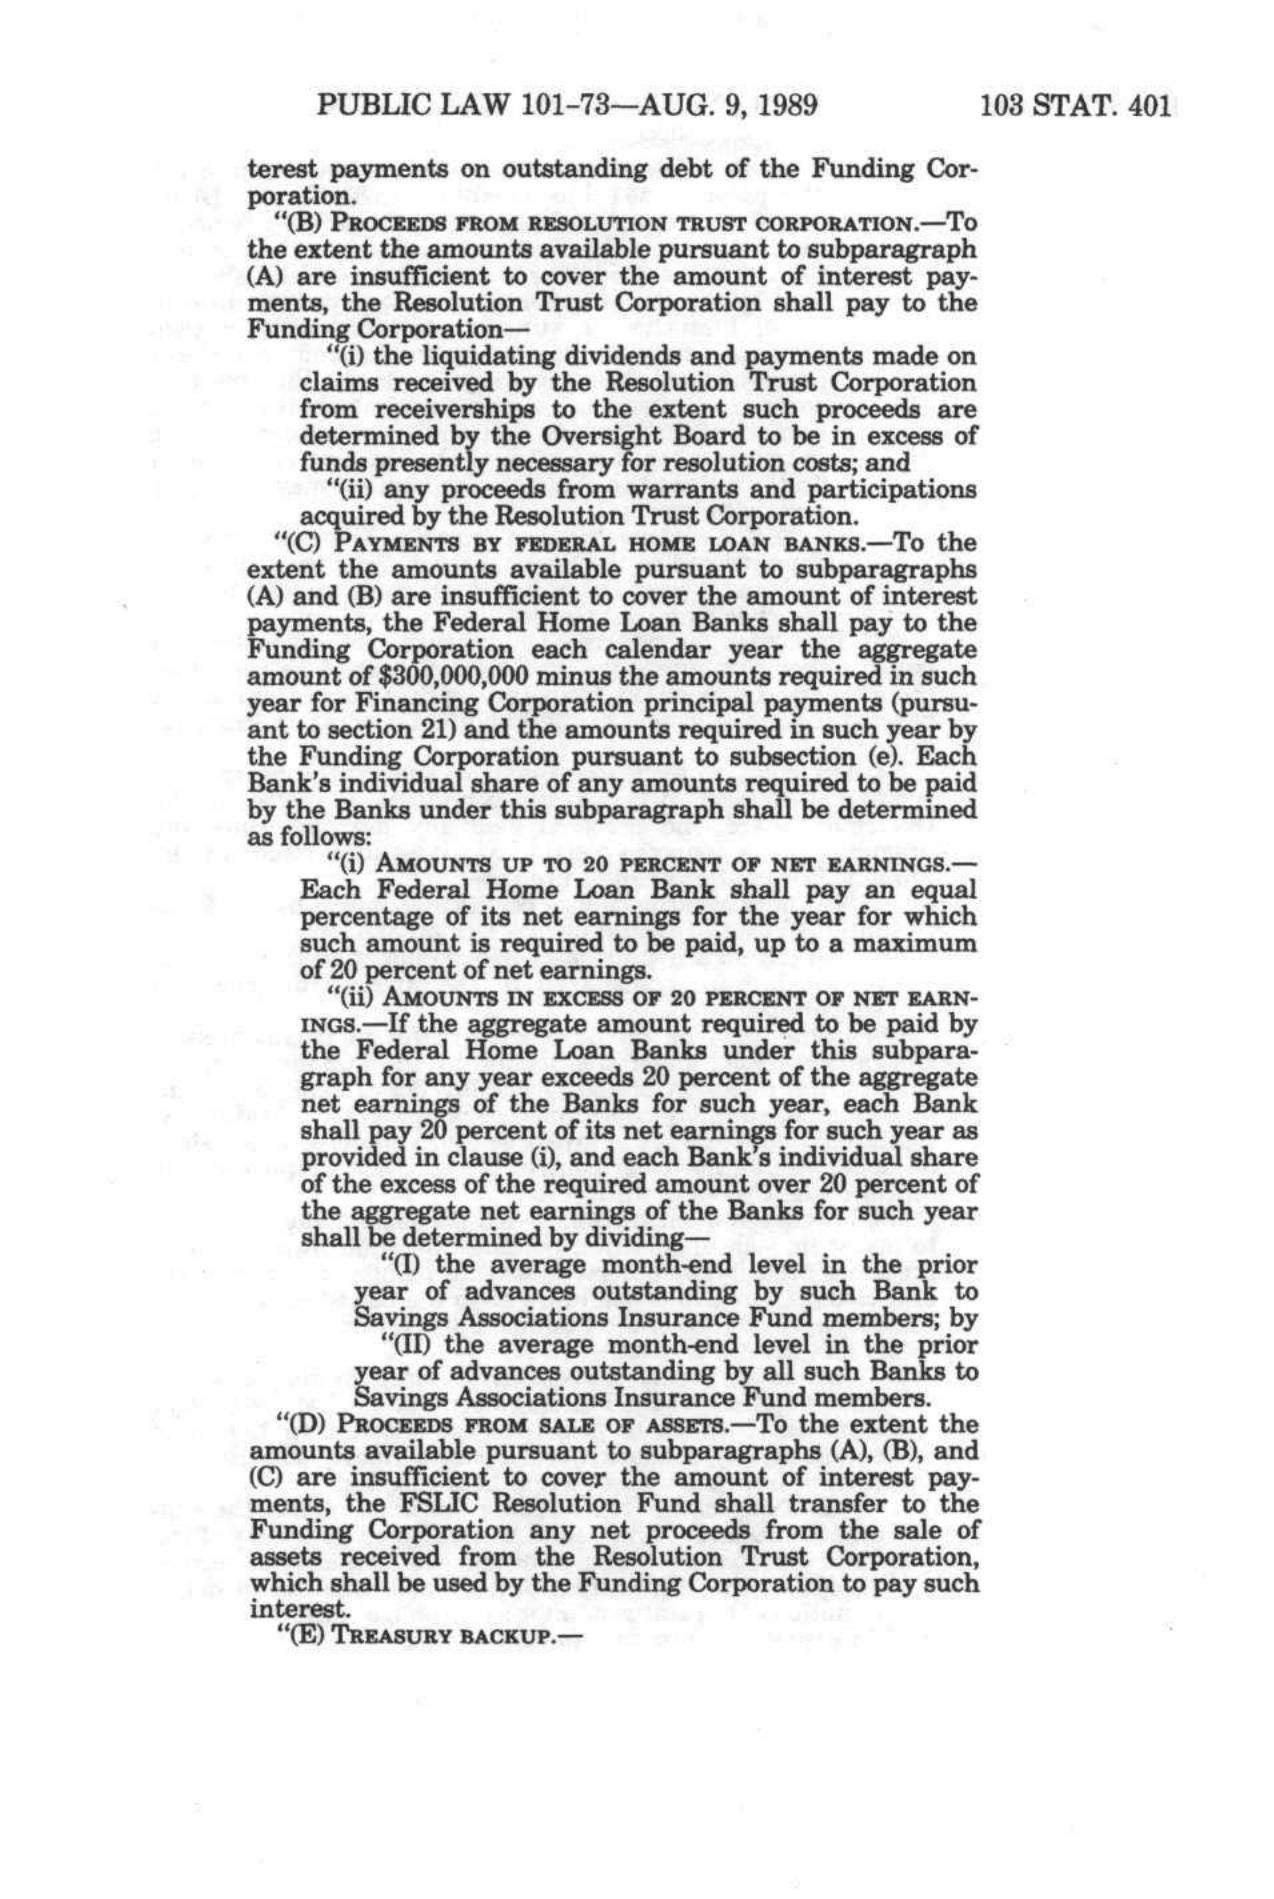 PUBLIC LAW 101-73—AUG. 9, 1989 103 STAT. 401
terest payments on outstanding debt of the Funding Cor-
poration.
"(B) PROCEEDS FROM RESOLUTION TRUST CORPORATION.—To
the extent the amounts available pursuant to subparagraph
(A) are insufficient to cover the amount of interest pay-
ments, the Resolution Trust Corporation shall pay to the
Funding Corporation—
"(i) the liquidating dividends and payments made on
claims received by the Resolution Trust Corporation
from receiverships to the extent such proceeds are
determined by the Oversight Board to be in excess of
funds presently necessary for resolution costs; and
"(ii) any proceeds from warrants and participations
acquired by the Resolution Trust Corporation.
"(C) PAYMENTS BY FEDERAL HOME LOAN BANKS.—To the
extent the amounts available pursuant to subparagraphs
(A) and (B) are insufficient to cover the amount of interest
payments, the Federal Home Loan Banks shall pay to the
Funding Corporation each calendar year the aggregate
amount of $300,000,000 minus the amounts required in such
year for Financing Corporation principal payments (pursu-
ant to section 21) and the amounts required in such year by
the Funding Corporation pursuant to subsection (e). Each
Bank's individual share of any amounts required to be paid
by the Banks under this subparagraph shall be determined
as follows:
"(i) AMOUNTS UP TO 20 PERCENT OF NET EARNINGS.—
Each Federal Home Loan Bank shall pay an equal
percentage of its net earnings for the year for which
such amount is required to be paid, up to a maximum
of 20 percent of net earnings.
"(ii) AMOUNTS IN EXCESS OF 20 PERCENT OF NET EARN-
INGS.—If the aggregate amount required to be paid by
the Federal Home Loan Banks under this subpara-
graph for any year exceeds 20 percent of the aggregate
net earnings of the Banks for such year, each Bank
shall pay 20 percent of its net earnings for such year as
provided in clause (i), and each Bank's individual share
of the excess of the required amount over 20 percent of
the aggregate net earnings of the Banks for such year
shall be determined by dividing—
"(I) the average month-end level in the prior
year of advances outstanding by such Bank to
Savings Associations Insurance Fund members; by
"(II) the average month-end level in the prior
year of advances outstanding by all such Banks to
Savings Associations Insurance Fund members.
"(D) PROCEEDS FROM SALE OF ASSETS.—To the extent the
amounts available pursuant to subparagraphs (A), (B), and
(C) are insufficient to cover the amount of interest pay-
ments, the FSLIC Resolution Fund shall transfer to the
Funding Corporation any net proceeds from the sale of
assets received from the Resolution Trust Corporation,
which shall be used by the Funding Corporation to pay such
interest.
"(E) TREASURY BACKUP.—